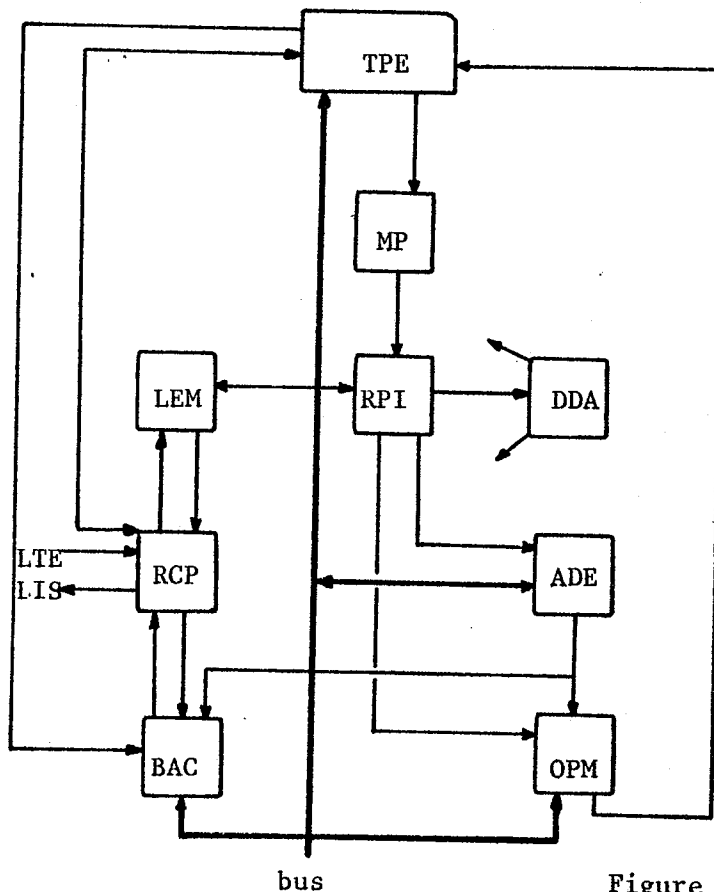 TPE
MP
LEM
RPI
DDA
LTE
LIS
RCP
ADE
BAC
OPM
bus
Figure